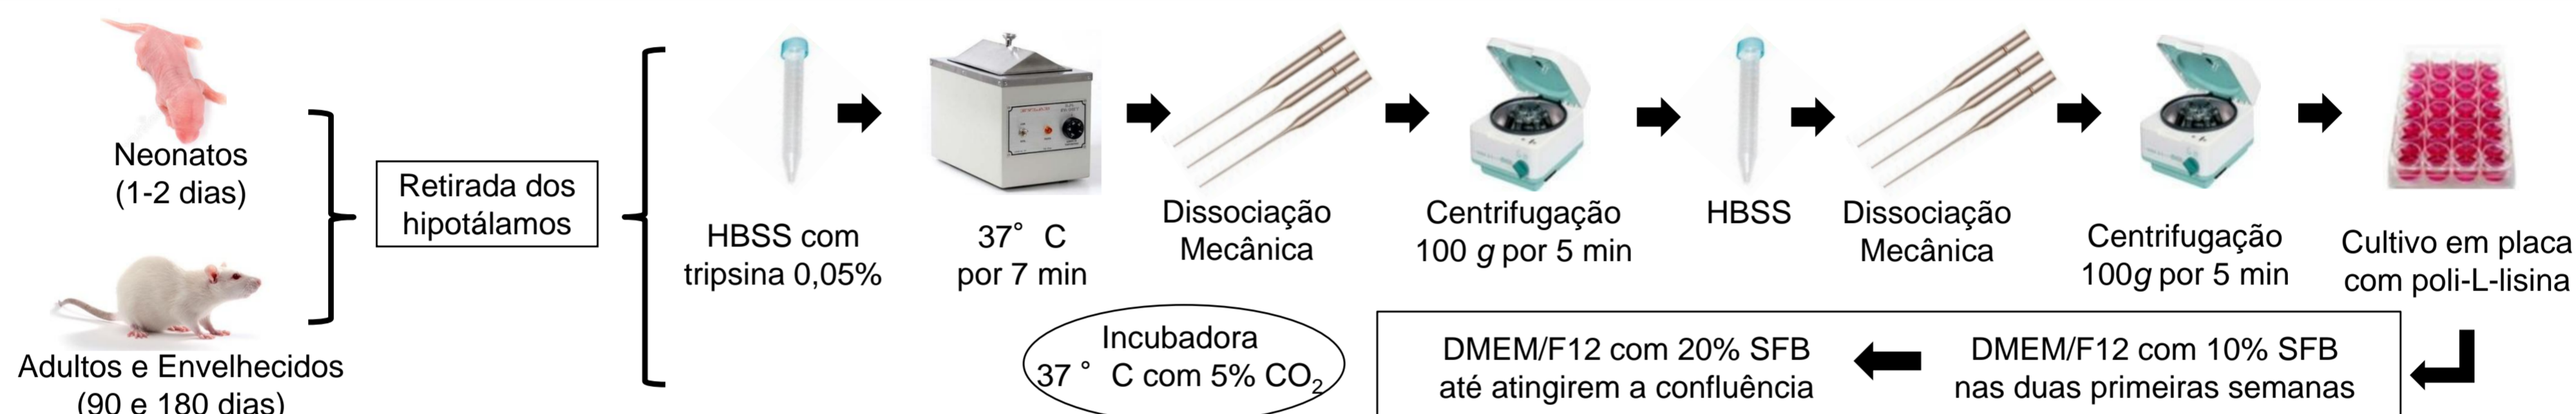 Neonatos
(1-2 dias)
Adultos e Envelhecidos
(90 e 180 dias)
Retirada dos
hipotálamos
HBSS com
tripsina 0,05%
37° C
por 7 min
Dissociação
Mecânica
Centrifugação
100 g por 5 min
HBSS
Dissociação
Mecânica
Centrifugação
100g por 5 min
Cultivo em placa
com poli-L-lisina
DMEM/F12 com 10% SFB
nas duas primeiras semanas
DMEM/F12 com 20% SFB
até atingirem a confluência
Incubadora
37 ° C com 5% CO₂